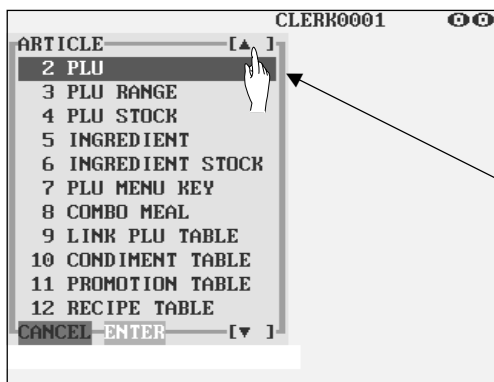 CLERK0001 00
ARTICLE [▲ ]
2 PLU
3 PLU RANGE
4 PLU STOCK
5 INGREDIENT
6 INGREDIENT STOCK
7 PLU MENU KEY
8 COMBO MEAL
9 LINK PLU TABLE
10 CONDIMENT TABLE
11 PROMOTION TABLE
12 RECIPE TABLE
CANCEL ENTER [▼ ]